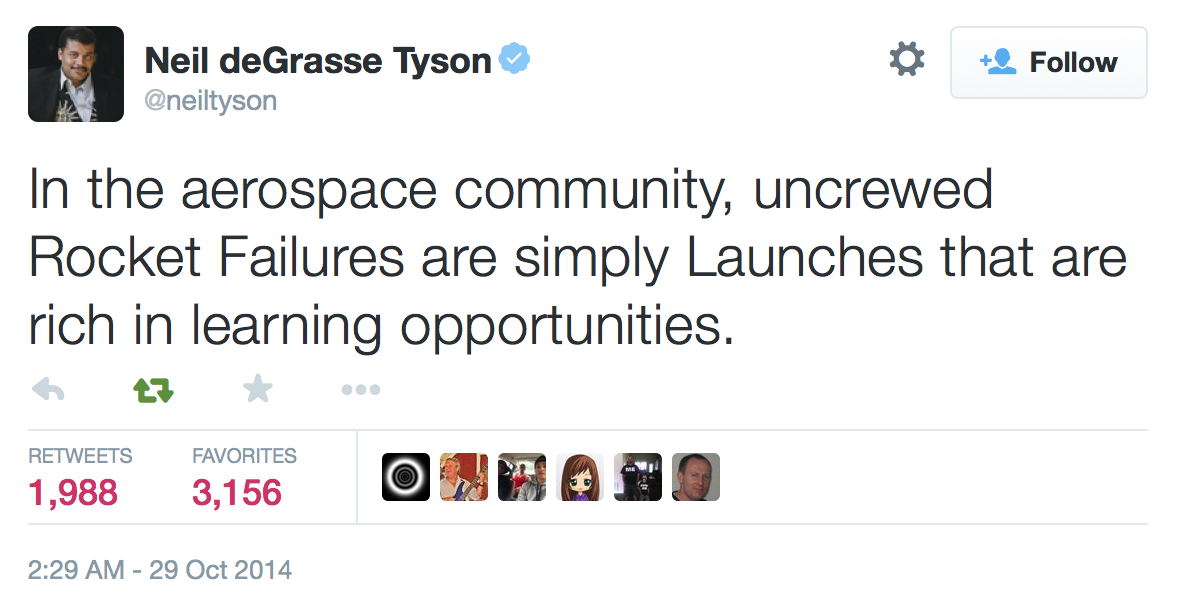 Neil deGrasse Tyson
@neiltyson
Follow
In the aerospace community, uncrewed
Rocket Failures are simply Launches that are
rich in learning opportunities.
RETWEETS
1,988
FAVORITES
3,156
ME
2:29 AM - 29 Oct 2014